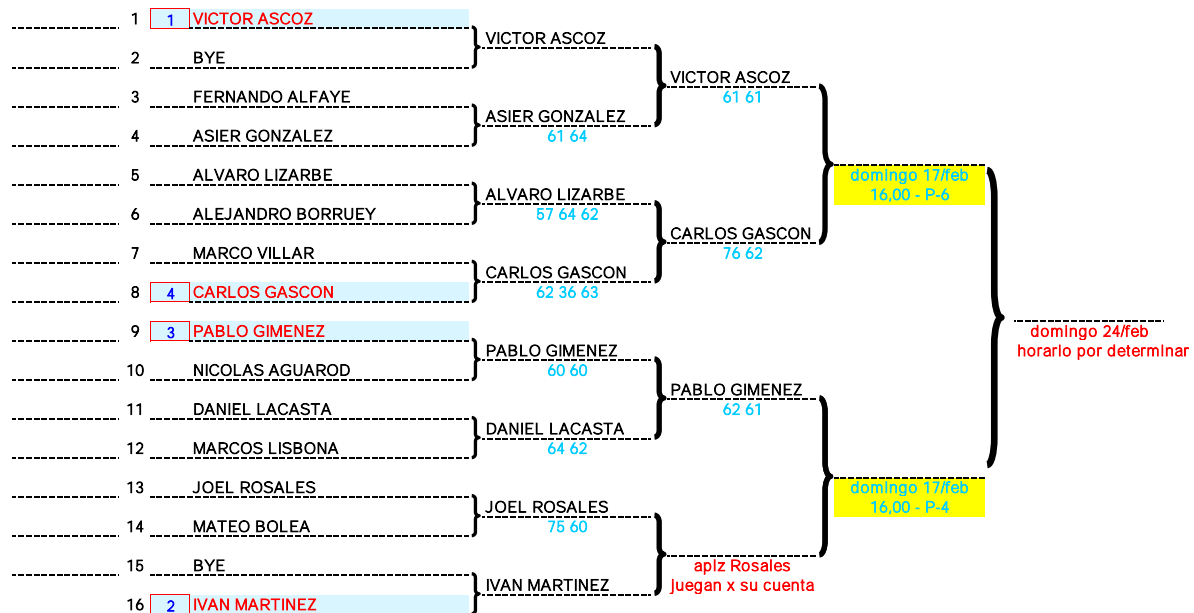 1 1 VICTOR ASCOZ
VICTOR ASCOZ
2 BYE
VICTOR ASCOZ
61 61
3 FERNANDO ALFAYE
ASIER GONZALEZ
61 64
4 ASIER GONZALEZ
domingo 17/feb
16,00 - P-6
5 ALVARO LIZARBE
ALVARO LIZARBE
57 64 62
6 ALEJANDRO BORRUEY
CARLOS GASCON
76 62
7 MARCO VILLAR
CARLOS GASCON
62 36 63
8 4 CARLOS GASCON
domingo 24/feb
horario por determinar
9 3 PABLO GIMENEZ
PABLO GIMENEZ
60 60
10 NICOLAS AGUAROD
PABLO GIMENEZ
62 61
11 DANIEL LACASTA
DANIEL LACASTA
64 62
12 MARCOS LISBONA
domingo 17/feb
16,00 - P-4
13 JOEL ROSALES
JOEL ROSALES
75 60
14 MATEO BOLEA
aplz Rosales
juegan x su cuenta
15 BYE
IVAN MARTINEZ
16 2 IVAN MARTINEZ